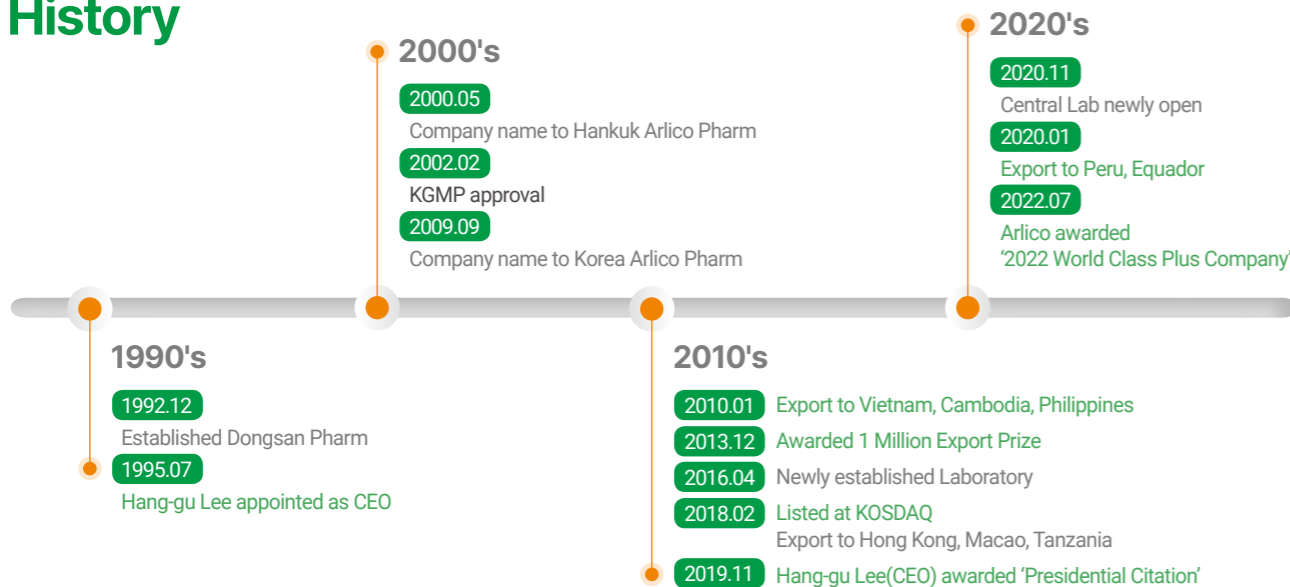 History
1990's
1992.12
Established Dongsan Pharm
1995.07
Hang-gu Lee appointed as CEO
2000's
2000.05
Company name to Hankuk Arlico Pharm
2002.02
KGMP approval
2009.09
Company name to Korea Arlico Pharm
2010's
2010.01 Export to Vietnam, Cambodia, Philippines
2013.12 Awarded 1 Million Export Prize
2016.04 Newly established Laboratory
2018.02 Listed at KOSDAQ
Export to Hong Kong, Macao, Tanzania
2019.11 Hang-gu Lee(CEO) awarded ‘Presidential Citation’
2020's
2020.11
Central Lab newly open
2020.01
Export to Peru, Equador
2022.07
Arlico awarded
‘2022 World Class Plus Company’